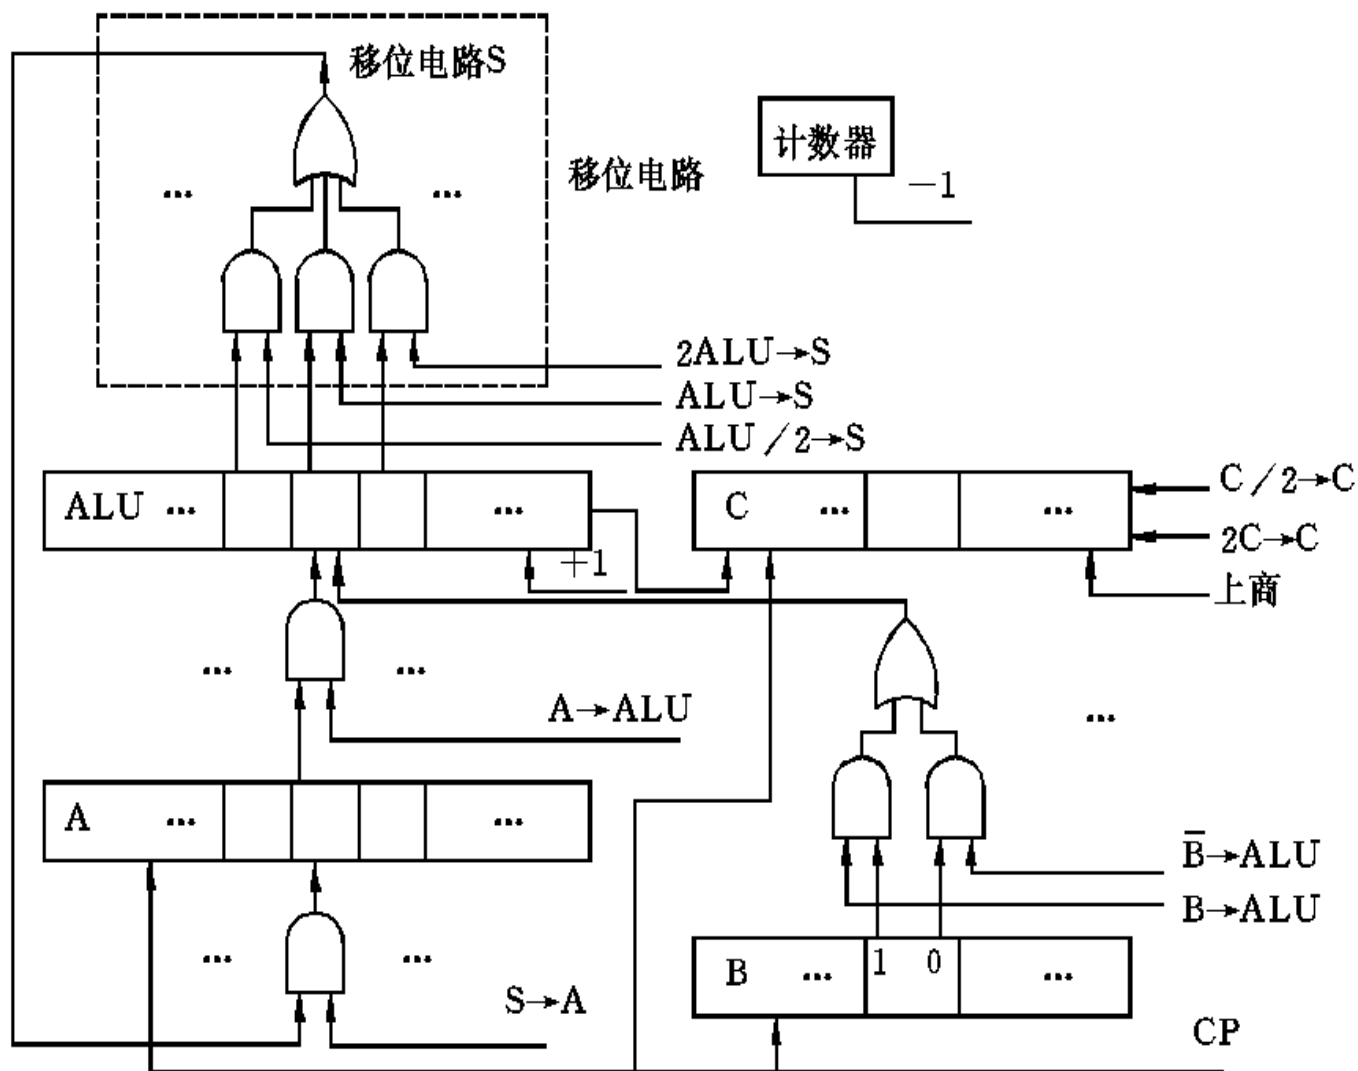 移位电路S
计数器
-1
移位电路
... ...
2ALU→S
ALU→S
ALU／2→S
ALU ... ...
C ... ...
C／2→C
2C→C
+1
上商
... ...
A→ALU
...
A ... ...
B̅→ALU
B→ALU
... ...
B ... 1 0 ...
S→A
CP